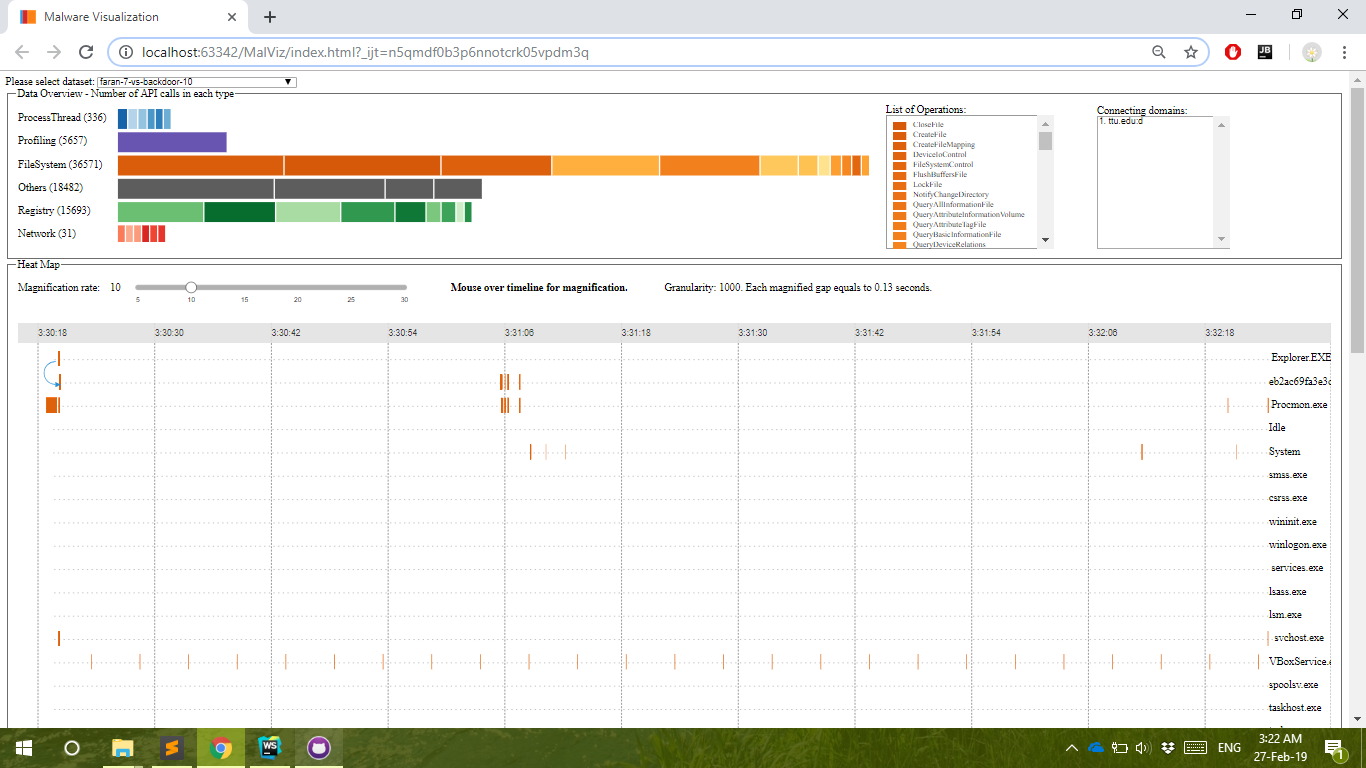 Malware Visualization
localhost:63342/MalViz/index.html?_ijt=n5qmdf0b3p6nnotcrk05vpdm3q
Please select dataset: faran-7-vs-backdoor-10
Data Overview - Number of API calls in each type
ProcessThread (336)
Profiling (5657)
FileSystem (36571)
Others (18482)
Registry (15693)
Network (31)
List of Operations:
CloseFile
CreateFile
CreateFileMapping
DeviceIoControl
FileSystemControl
FlushBuffersFile
LockFile
NotifyChangeDirectory
QueryAllInformationFile
QueryAttributeInformationVolume
QueryAttributeTagFile
QueryBasicInformationFile
QueryDeviceRelations
Connecting domains:
1. ttu.edu:d
Heat Map
Magnification rate: 10
5 10 15 20 25 30
Mouse over timeline for magnification.
Granularity: 1000. Each magnified gap equals to 0.13 seconds.
3:30:18 3:30:30 3:30:42 3:30:54 3:31:06 3:31:18 3:31:30 3:31:42 3:31:54 3:32:06 3:32:18
Explorer.EXE
eb2ac69fa3e3c
Procmon.exe
Idle
System
smss.exe
csrss.exe
wininit.exe
winlogon.exe
services.exe
lsass.exe
lsm.exe
svchost.exe
VBoxService.e
spoolsv.exe
taskhost.exe
JB
WS
ENG
3:22 AM
27-Feb-19
1